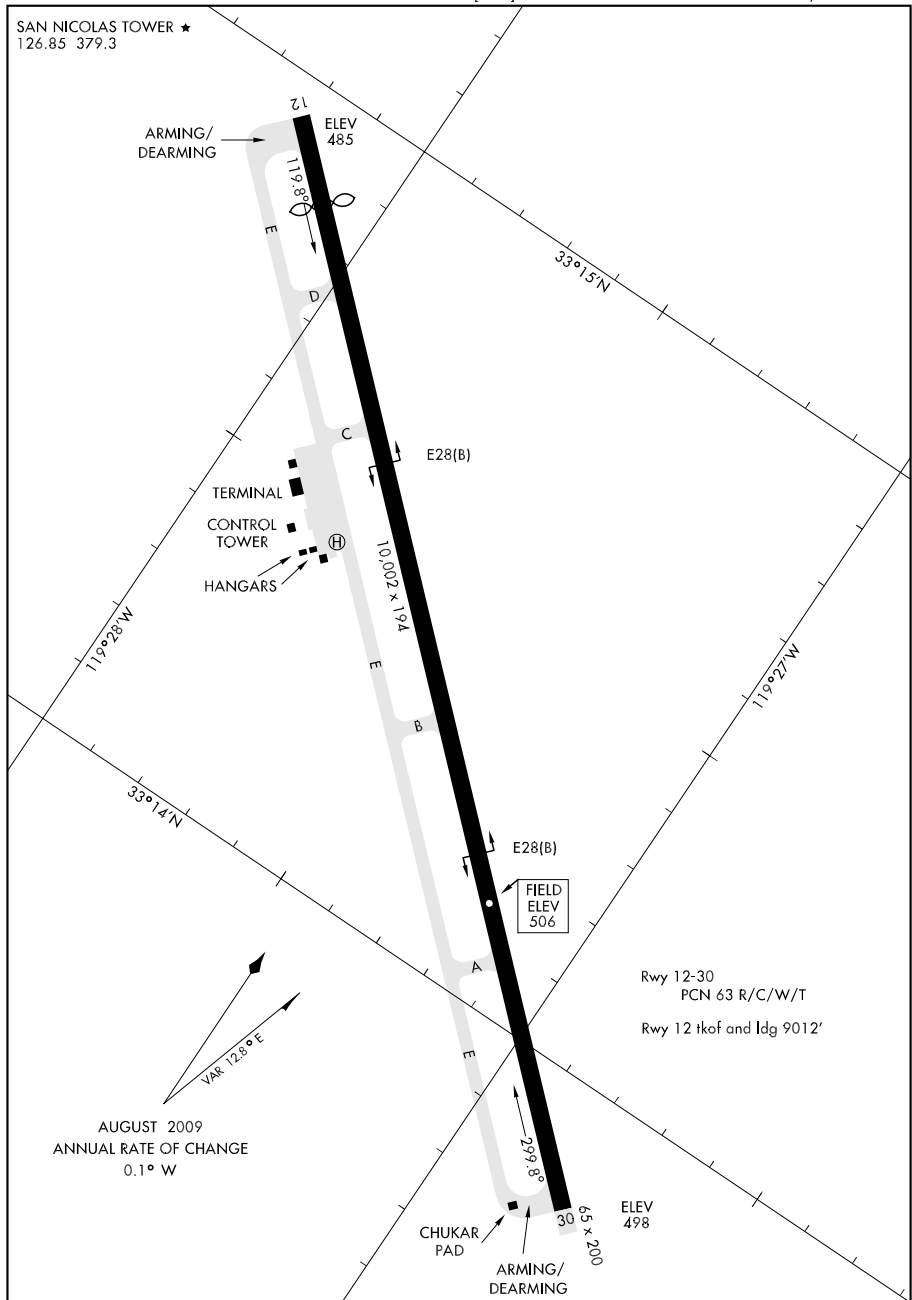 SAN NICOLAS TOWER ★
126.85 379.3
12
ELEV
485
ARMING/
DEARMING
119.8°
E
D
33°15'N
C
E28(B)
TERMINAL
CONTROL
TOWER
H
HANGARS
10,002 x 194
119°28'W
E
119°27'W
B
33°14'N
E28(B)
FIELD
ELEV
506
A
Rwy 12-30
PCN 63 R/C/W/T
Rwy 12 tkof and ldg 9012'
VAR 12.8° E
E
AUGUST 2009
ANNUAL RATE OF CHANGE
0.1° W
299.8°
30
65 x 200
ELEV
498
CHUKAR
PAD
ARMING/
DEARMING